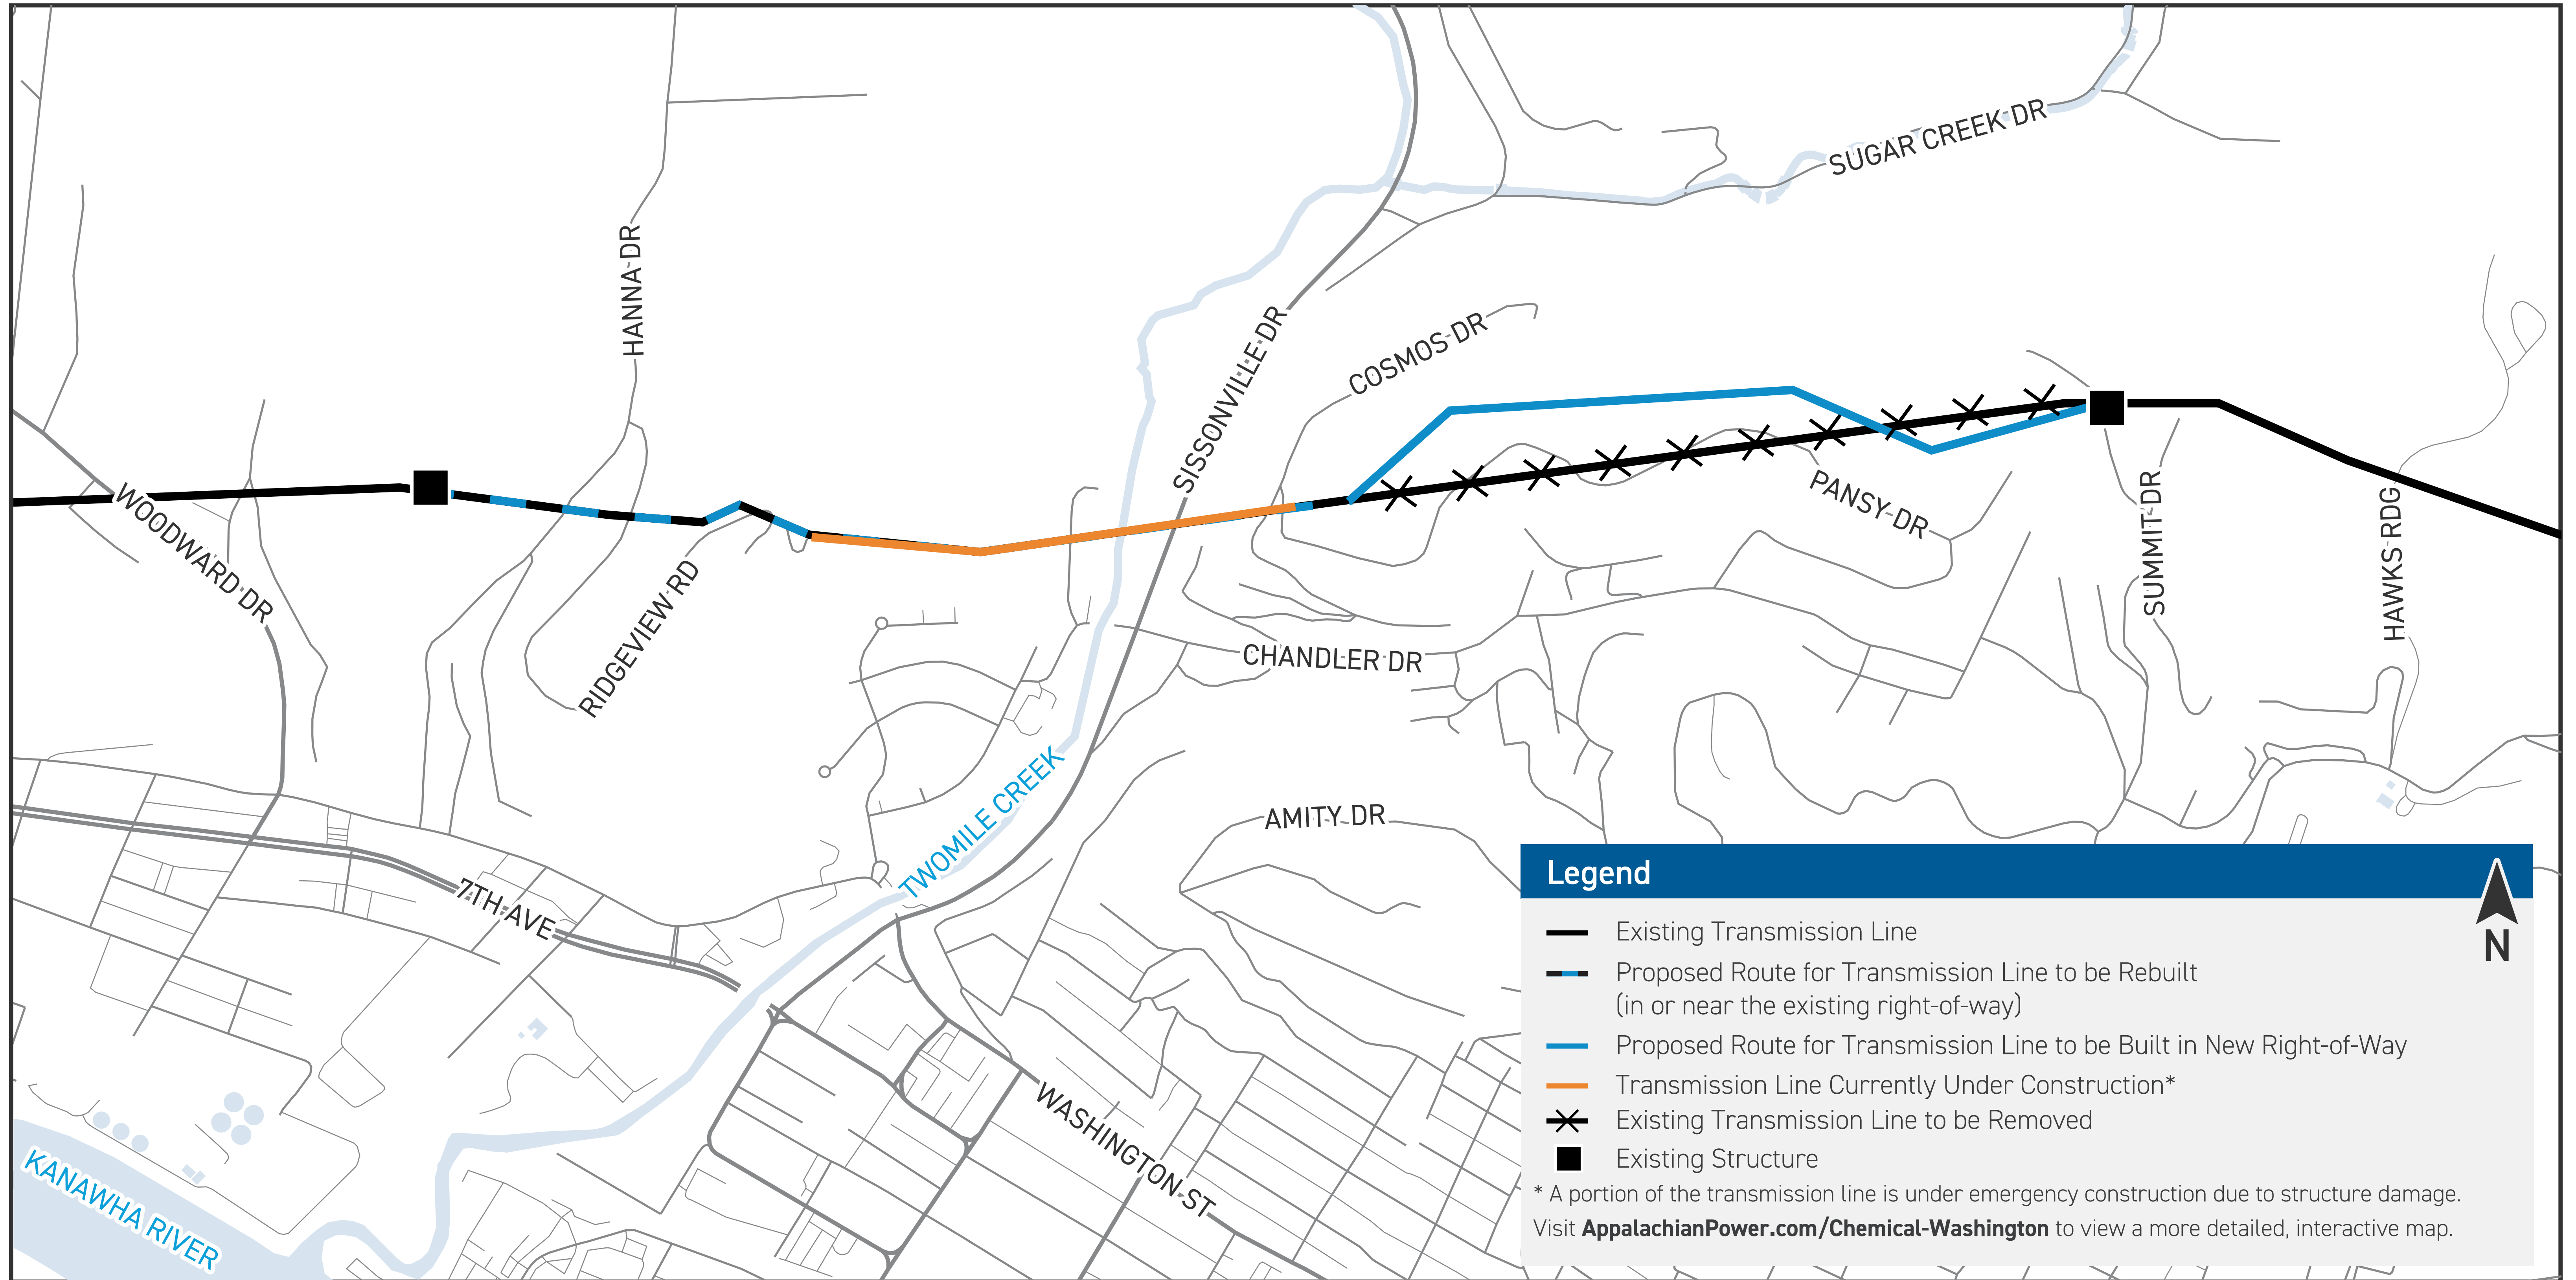 SUGAR CREEK DR
HANNA DR
SISSONVILLE DR
COSMOS DR
WOODWARD DR
PANSY DR
SUMMIT DR
HAWKS RDG
RIDGEVIEW RD
CHANDLER DR
TWOMILE CREEK
AMITY DR
7TH AVE
WASHINGTON ST
KANAWHA RIVER
Legend
N
Existing Transmission Line
Proposed Route for Transmission Line to be Rebuilt
(in or near the existing right-of-way)
Proposed Route for Transmission Line to be Built in New Right-of-Way
Transmission Line Currently Under Construction*
Existing Transmission Line to be Removed
Existing Structure
* A portion of the transmission line is under emergency construction due to structure damage.
Visit AppalachianPower.com/Chemical-Washington to view a more detailed, interactive map.